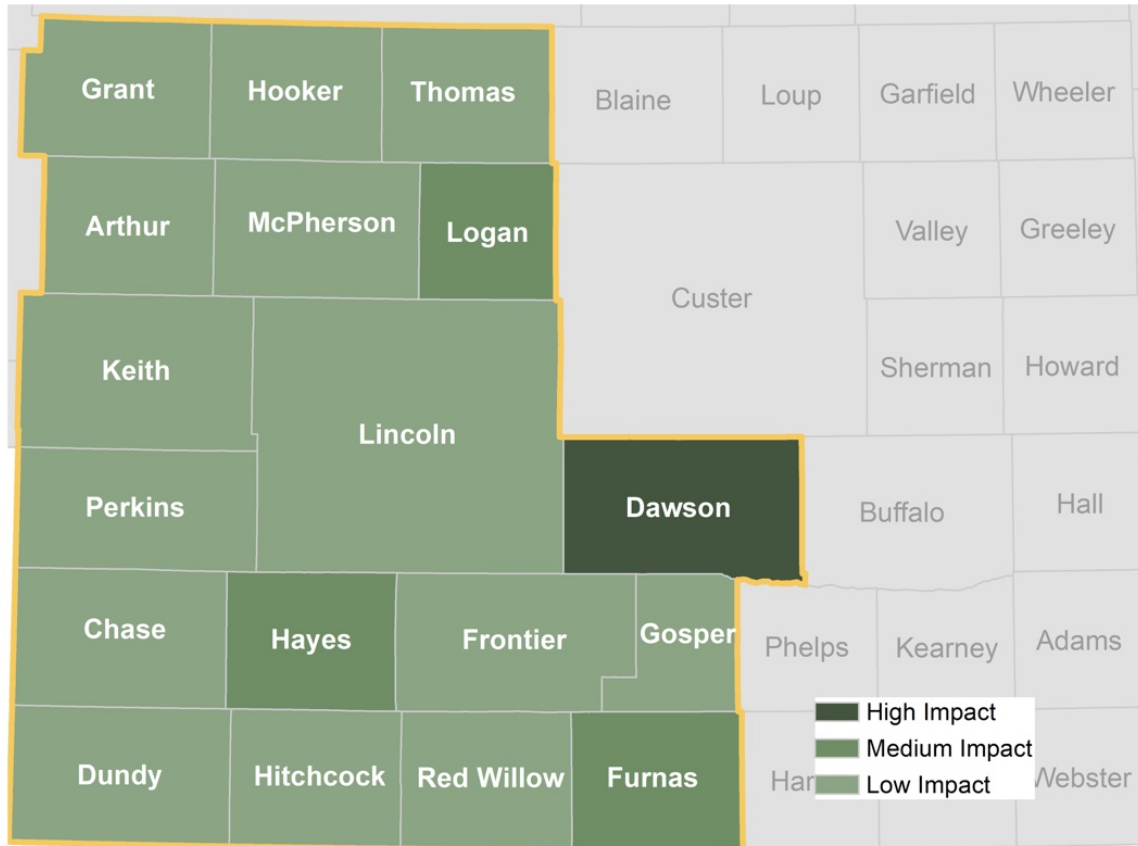 Grant
Hooker
Thomas
Blaine
Loup
Garfield
Wheeler
Arthur
McPherson
Logan
Valley
Greeley
Custer
Keith
Sherman
Howard
Lincoln
Perkins
Dawson
Buffalo
Hall
Chase
Hayes
Frontier
Gosper
Phelps
Kearney
Adams
High Impact
Medium Impact
Low Impact
Dundy
Hitchcock
Red Willow
Furnas
Har
Webster